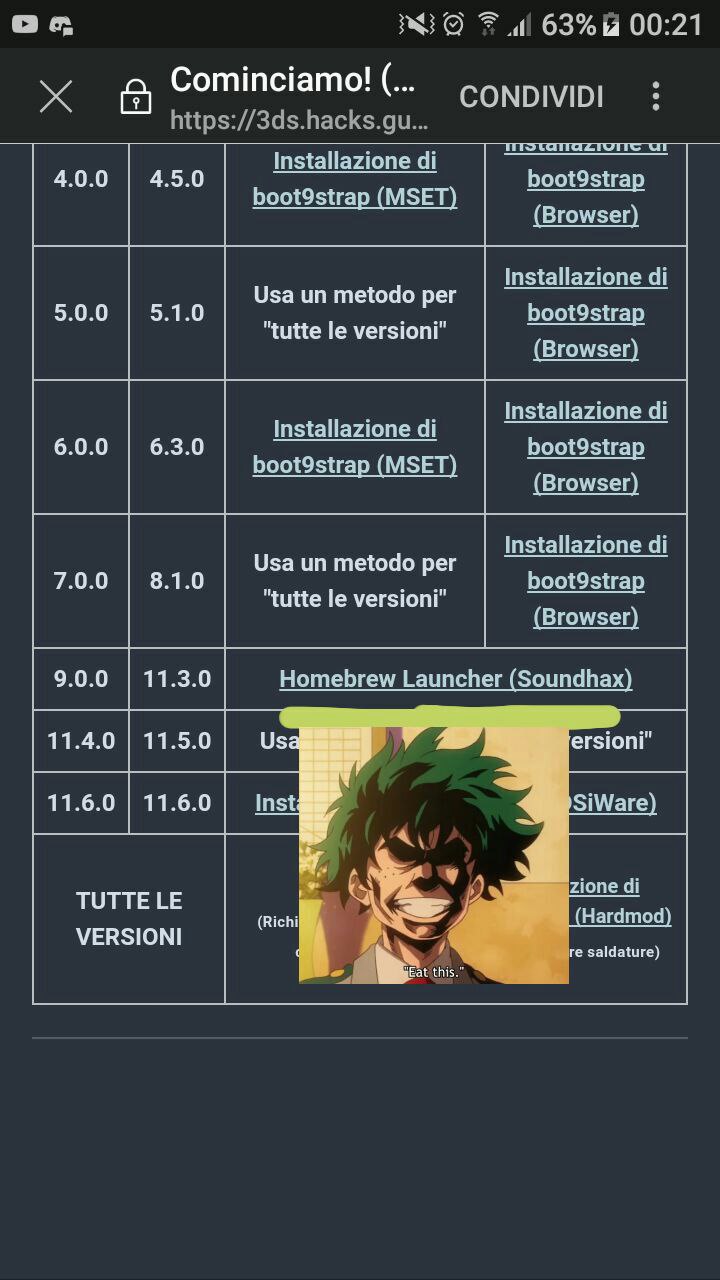 63% 00:21
Cominciamo! (...
https://3ds.hacks.gu...
CONDIVIDI
4.0.0
4.5.0
Installazione di
boot9strap (MSET)
Installazione di
boot9strap
(Browser)
5.0.0
5.1.0
Usa un metodo per
"tutte le versioni"
Installazione di
boot9strap
(Browser)
6.0.0
6.3.0
Installazione di
boot9strap (MSET)
Installazione di
boot9strap
(Browser)
7.0.0
8.1.0
Usa un metodo per
"tutte le versioni"
Installazione di
boot9strap
(Browser)
9.0.0
11.3.0
Homebrew Launcher (Soundhax)
11.4.0
11.5.0
Usa
ersioni"
11.6.0
11.6.0
Inst
SiWare)
TUTTE LE
VERSIONI
(Richi
zione di
(Hardmod)
re saldature)
"Eat this."